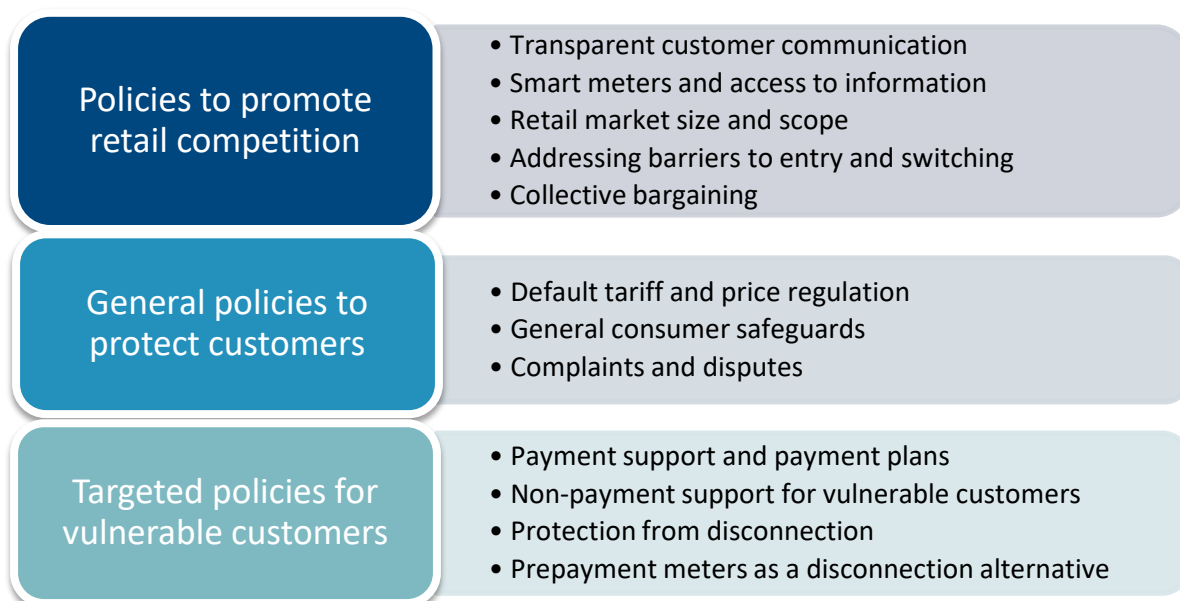 Policies to promote
retail competition
• Transparent customer communication
• Smart meters and access to information
• Retail market size and scope
• Addressing barriers to entry and switching
• Collective bargaining
General policies to
protect customers
• Default tariff and price regulation
• General consumer safeguards
• Complaints and disputes
Targeted policies for
vulnerable customers
• Payment support and payment plans
• Non-payment support for vulnerable customers
• Protection from disconnection
• Prepayment meters as a disconnection alternative